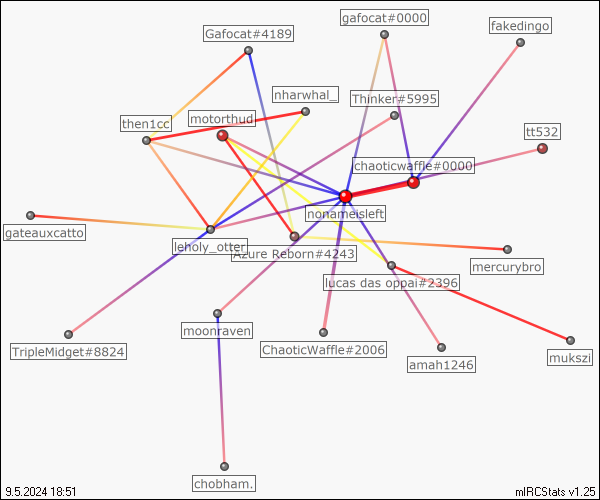 gafocat#0000
fakedingo
Gafocat#4189
nharwhal_
Thinker#5995
motorthud
then1cc
tt532
chaoticwaffle#0000
nonameisleft
gateauxcatto
leholy_otter
Azure Reborn#4243
mercurybro
lucas das oppai#2396
moonraven
TripleMidget#8824
ChaoticWaffle#2006
amah1246
mukszi
chobham.
9.5.2024 18:51
mIRCStats v1.25